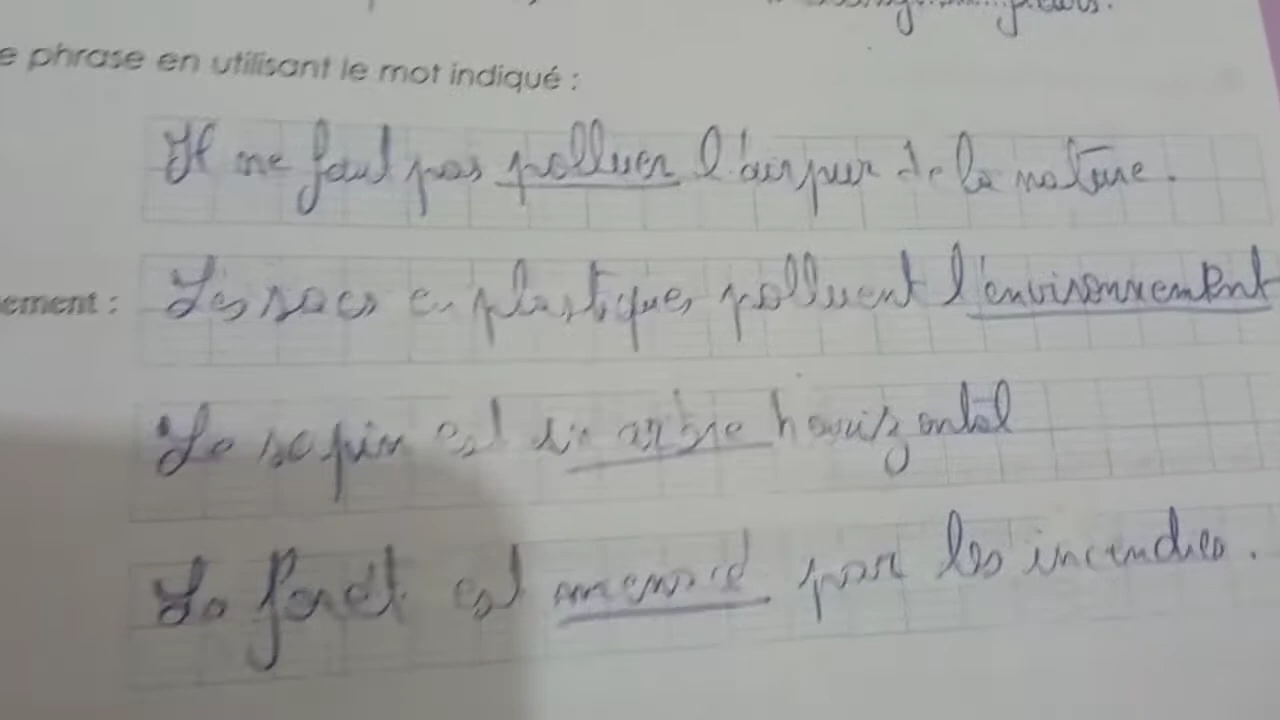 e phrase en utilisant le mot indiqué :
Il ne faut pas polluer l'air pur de la nature.
ement : Les sacs en plastiques polluent l'environnement
Le sapin est un arbre horizontal
La forêt est menacé par les incendies.